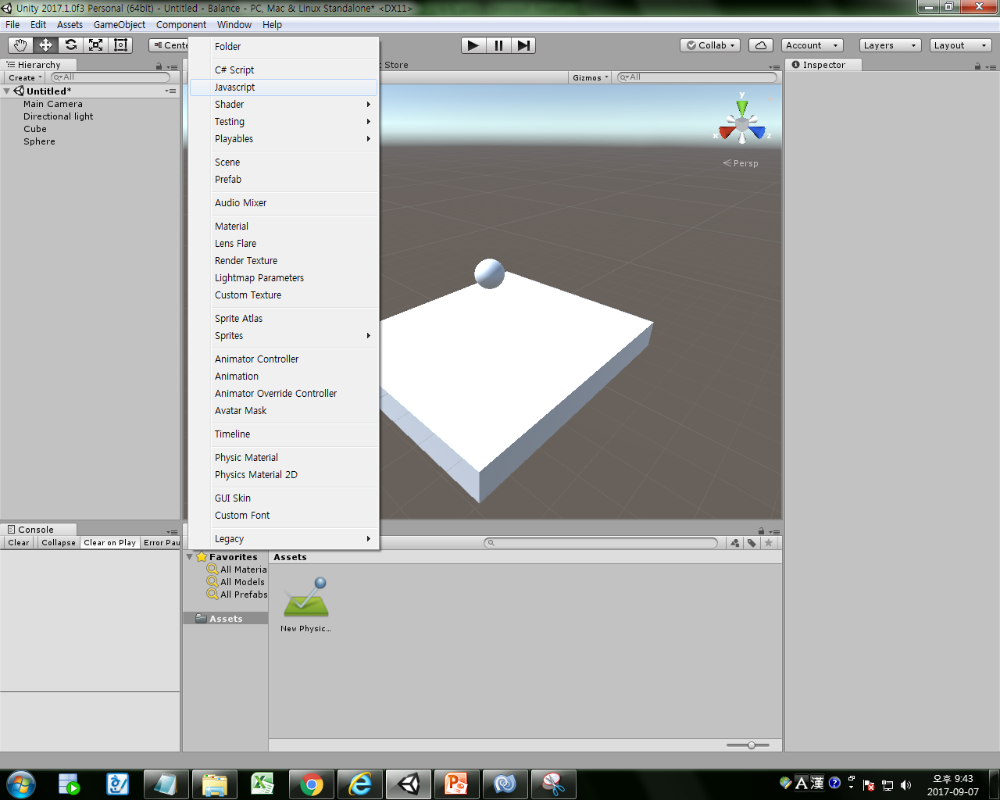 Unity 2017.1.0f3 Personal (64bit) - Untitled - Balance - PC, Mac & Linux Standalone* <DX11>
File Edit Assets GameObject Component Window Help
Collab Account Layers Layout
Hierarchy
Create All
Untitled*
Main Camera
Directional light
Cube
Sphere
Folder
C# Script
Javascript
Shader
Testing
Playables
Scene
Prefab
Audio Mixer
Material
Lens Flare
Render Texture
Lightmap Parameters
Custom Texture
Sprite Atlas
Sprites
Animator Controller
Animation
Animator Override Controller
Avatar Mask
Timeline
Physic Material
Physics Material 2D
GUI Skin
Custom Font
Legacy
Store
Gizmos All
y
x z
Persp
Inspector
Console
Clear Collapse Clear on Play Error Pau
Favorites
All Materia
All Models
All Prefabs
Assets
Assets
New Physic...
A 漢
오후 9:43
2017-09-07